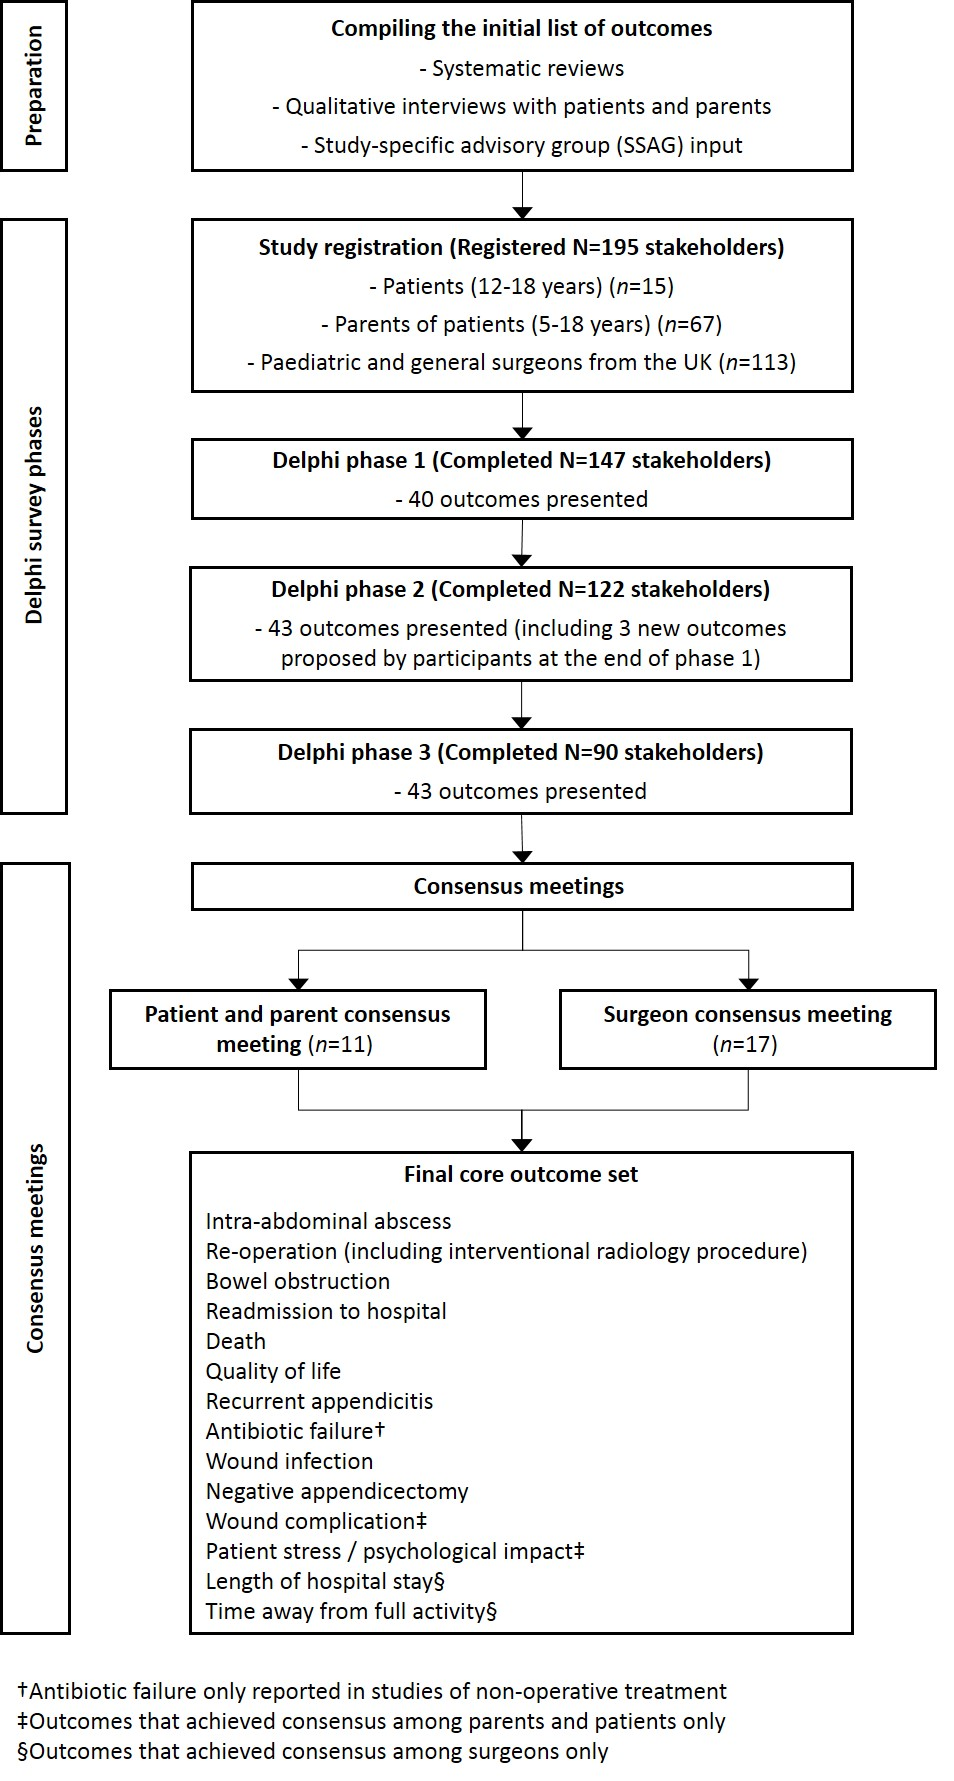 Preparation
Compiling the initial list of outcomes
- Systematic reviews
- Qualitative interviews with patients and parents
- Study-specific advisory group (SSAG) input
Delphi survey phases
Study registration (Registered N=195 stakeholders)
- Patients (12-18 years) (n=15)
- Parents of patients (5-18 years) (n=67)
- Paediatric and general surgeons from the UK (n=113)
Delphi phase 1 (Completed N=147 stakeholders)
- 40 outcomes presented
Delphi phase 2 (Completed N=122 stakeholders)
- 43 outcomes presented (including 3 new outcomes
proposed by participants at the end of phase 1)
Delphi phase 3 (Completed N=90 stakeholders)
- 43 outcomes presented
Consensus meetings
Consensus meetings
Patient and parent consensus
meeting (n=11)
Surgeon consensus meeting
(n=17)
Final core outcome set
Intra-abdominal abscess
Re-operation (including interventional radiology procedure)
Bowel obstruction
Readmission to hospital
Death
Quality of life
Recurrent appendicitis
Antibiotic failure†
Wound infection
Negative appendicectomy
Wound complication‡
Patient stress / psychological impact‡
Length of hospital stay§
Time away from full activity§
†Antibiotic failure only reported in studies of non-operative treatment
‡Outcomes that achieved consensus among parents and patients only
§Outcomes that achieved consensus among surgeons only